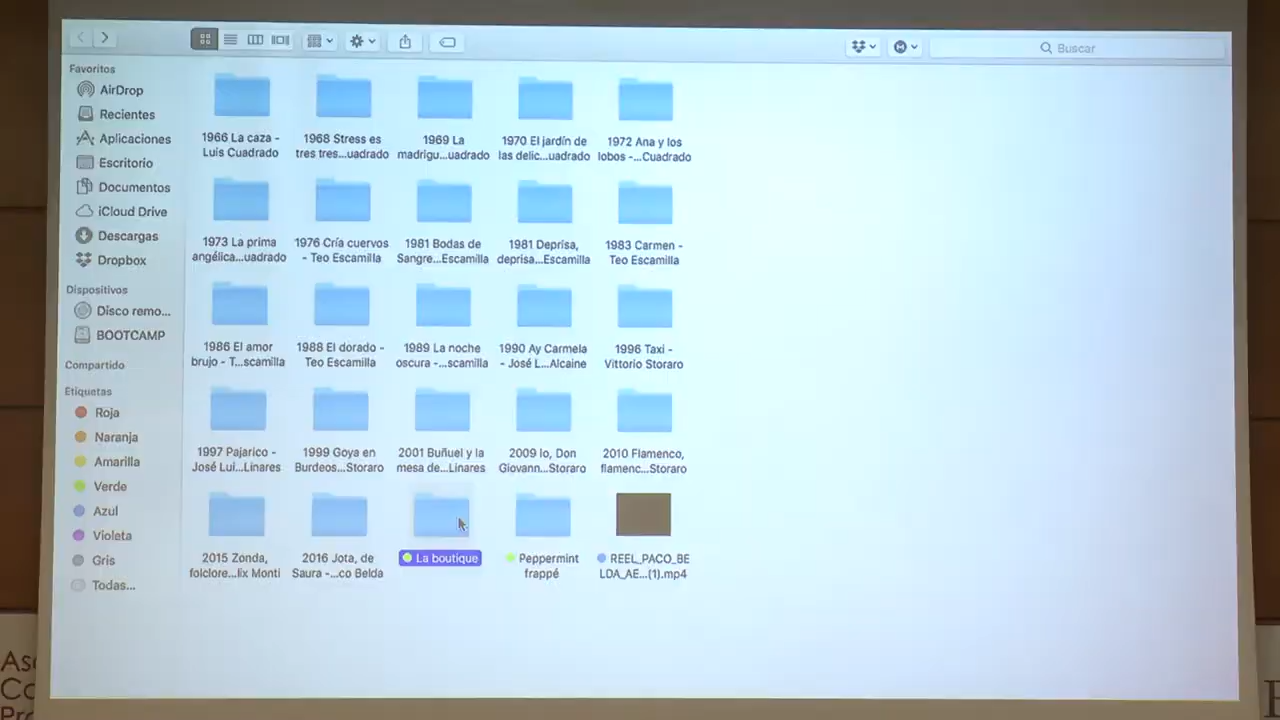 Buscar
Favoritos
AirDrop
Recientes
Aplicaciones
Escritorio
Documentos
iCloud Drive
Descargas
Dropbox
Dispositivos
Disco remo...
BOOTCAMP
Compartido
Etiquetas
Roja
Naranja
Amarilla
Verde
Azul
Violeta
Gris
Todas...
1966 La caza -
Luis Cuadrado
1968 Stress es
tres tres...uadrado
1969 La
madrigu...uadrado
1970 El jardín de
las delic...uadrado
1972 Ana y los
lobos -...Cuadrado
1973 La prima
angélica...uadrado
1976 Cría cuervos
- Teo Escamilla
1981 Bodas de
Sangre...Escamilla
1981 Deprisa,
deprisa...Escamilla
1983 Carmen -
Teo Escamilla
1986 El amor
brujo - T...scamilla
1988 El dorado -
Teo Escamilla
1989 La noche
oscura -...scamilla
1990 Ay Carmela
- José L...Alcaine
1996 Taxi -
Vittorio Storaro
1997 Pajarico -
José Lui...Linares
1999 Goya en
Burdeos...Storaro
2001 Buñuel y la
mesa de...Linares
2009 Io, Don
Giovann...Storaro
2010 Flamenco,
flamenc...Storaro
2015 Zonda,
folclore...lix Monti
2016 Jota, de
Saura -...co Belda
La boutique
Peppermint
frappé
REEL_PACO_BE
LDA_AE...(1).mp4